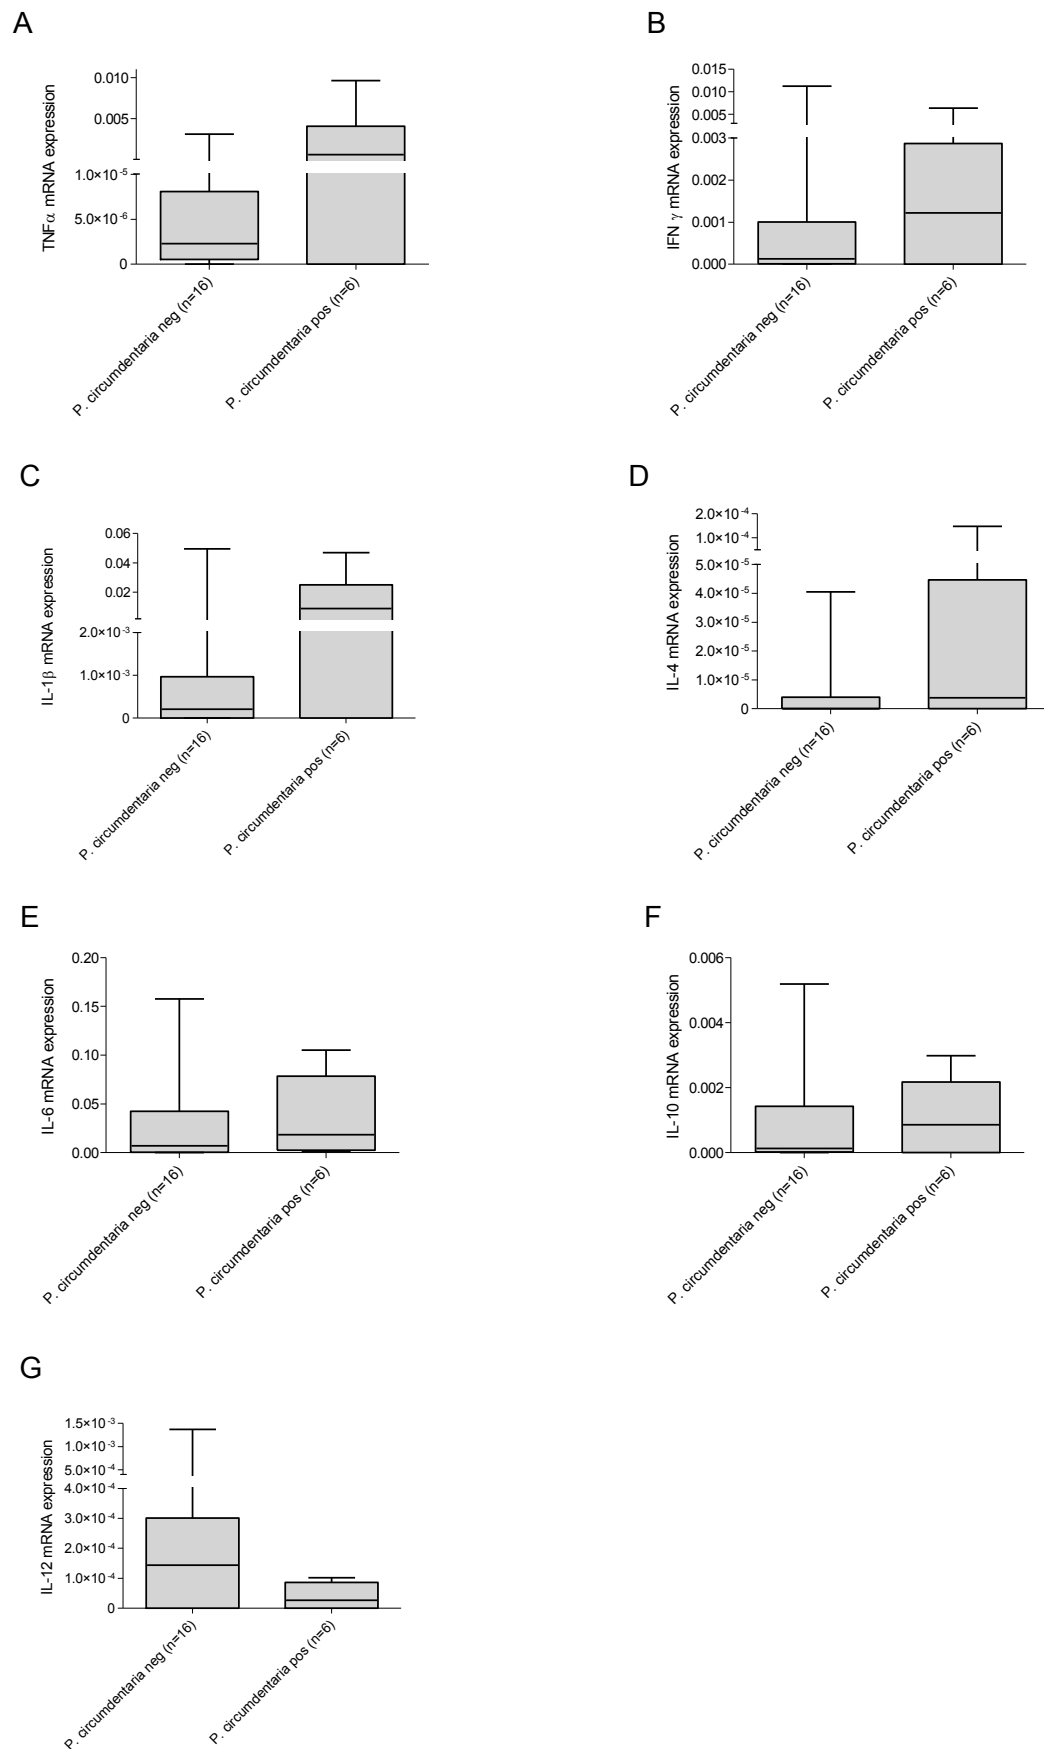 A
TNFα mRNA expression
0.010
0.005
1.0×10⁻⁵
5.0×10⁻⁶
0
P. circumdentaria neg (n=16)
P. circumdentaria pos (n=6)
B
IFN γ mRNA expression
0.015
0.010
0.005
0.003
0.002
0.001
0.000
P. circumdentaria neg (n=16)
P. circumdentaria pos (n=6)
C
IL-1β mRNA expression
0.06
0.04
0.02
2.0×10⁻³
1.0×10⁻³
0
P. circumdentaria neg (n=16)
P. circumdentaria pos (n=6)
D
IL-4 mRNA expression
2.0×10⁻⁴
1.0×10⁻⁴
5.0×10⁻⁵
4.0×10⁻⁵
3.0×10⁻⁵
2.0×10⁻⁵
1.0×10⁻⁵
0
P. circumdentaria neg (n=16)
P. circumdentaria pos (n=6)
E
IL-6 mRNA expression
0.20
0.15
0.10
0.05
0.00
P. circumdentaria neg (n=16)
P. circumdentaria pos (n=6)
F
IL-10 mRNA expression
0.006
0.004
0.002
0.000
P. circumdentaria neg (n=16)
P. circumdentaria pos (n=6)
G
IL-12 mRNA expression
1.5×10⁻³
1.0×10⁻³
5.0×10⁻⁴
4.0×10⁻⁴
3.0×10⁻⁴
2.0×10⁻⁴
1.0×10⁻⁴
0
P. circumdentaria neg (n=16)
P. circumdentaria pos (n=6)